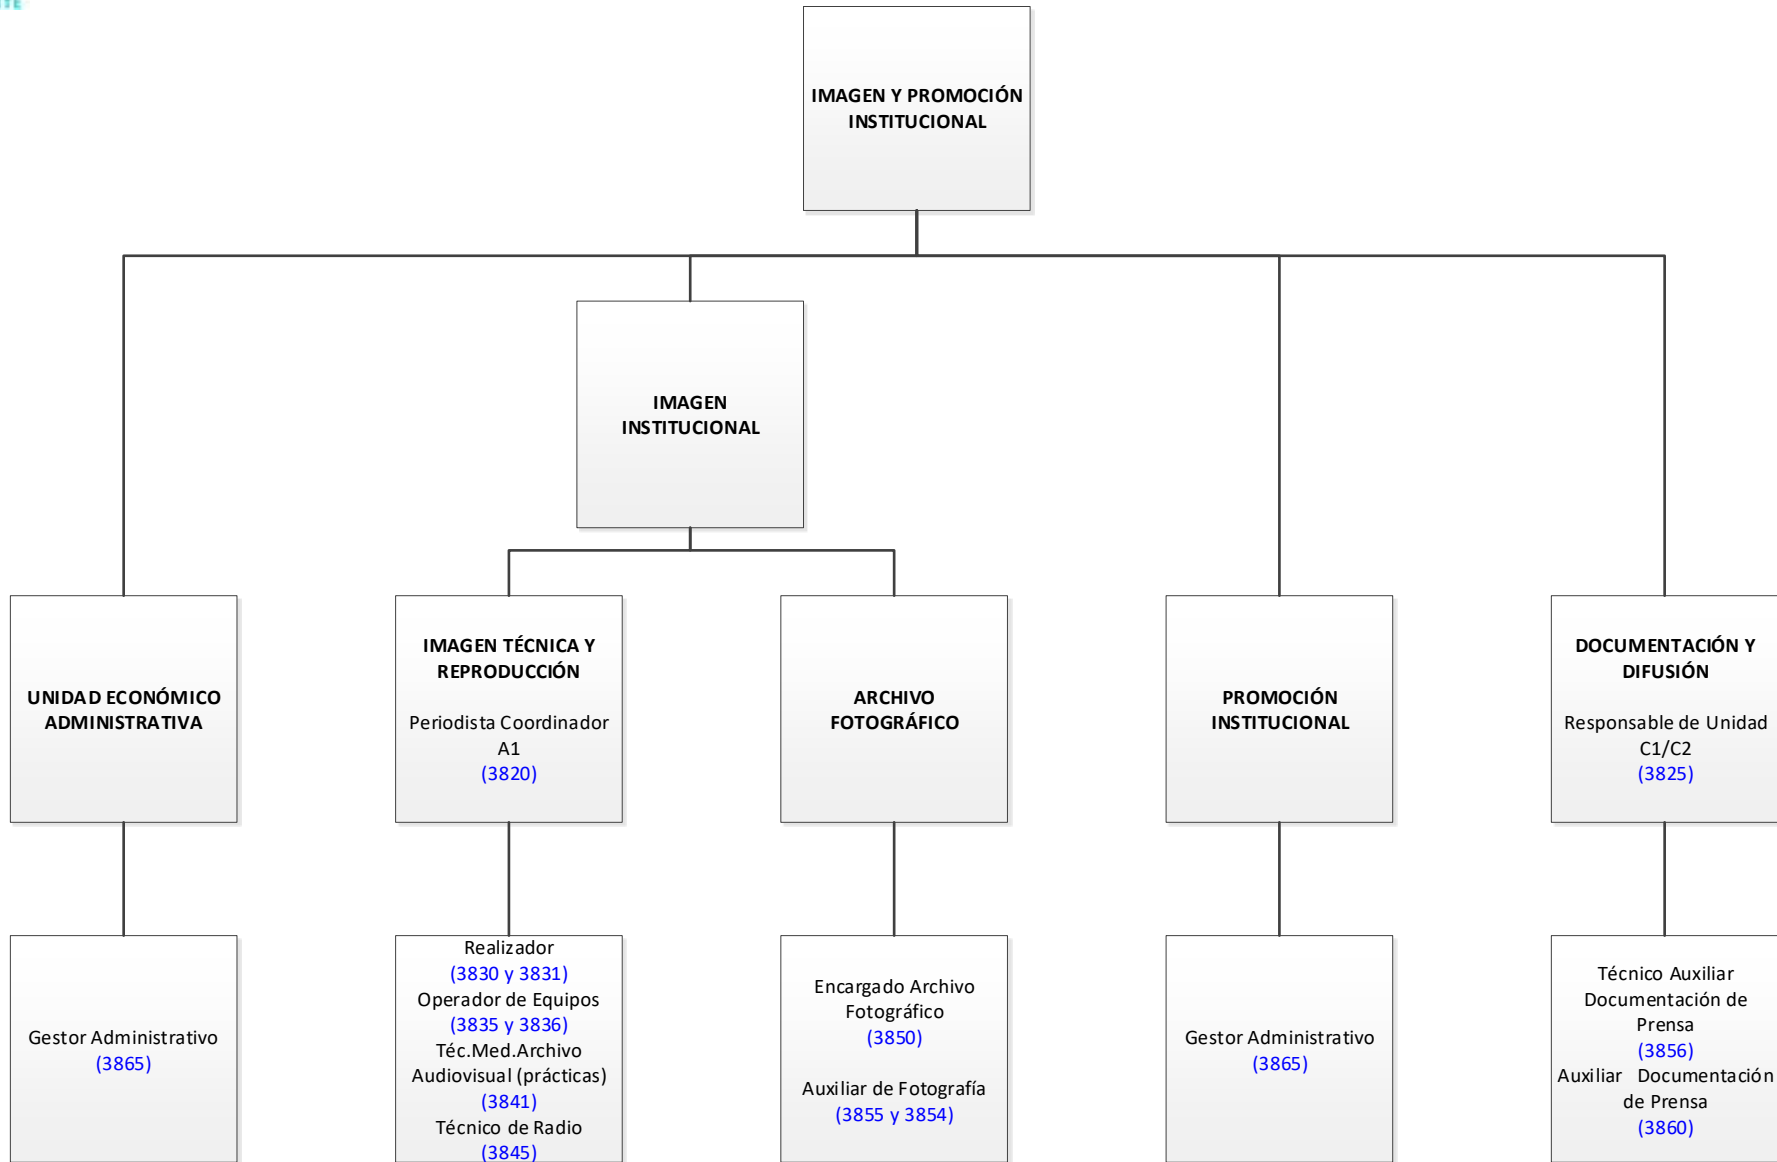 IMAGEN Y PROMOCIÓN
INSTITUCIONAL
IMAGEN
INSTITUCIONAL
UNIDAD ECONÓMICO
ADMINISTRATIVA
IMAGEN TÉCNICA Y
REPRODUCCIÓN
Periodista Coordinador
A1
(3820)
ARCHIVO
FOTOGRÁFICO
PROMOCIÓN
INSTITUCIONAL
DOCUMENTACIÓN Y
DIFUSIÓN
Responsable de Unidad
C1/C2
(3825)
Gestor Administrativo
(3865)
Realizador
(3830 y 3831)
Operador de Equipos
(3835 y 3836)
Téc.Med.Archivo
Audiovisual (prácticas)
(3841)
Técnico de Radio
(3845)
Encargado Archivo
Fotográfico
(3850)
Auxiliar de Fotografía
(3855 y 3854)
Gestor Administrativo
(3865)
Técnico Auxiliar
Documentación de
Prensa
(3856)
Auxiliar Documentación
de Prensa
(3860)